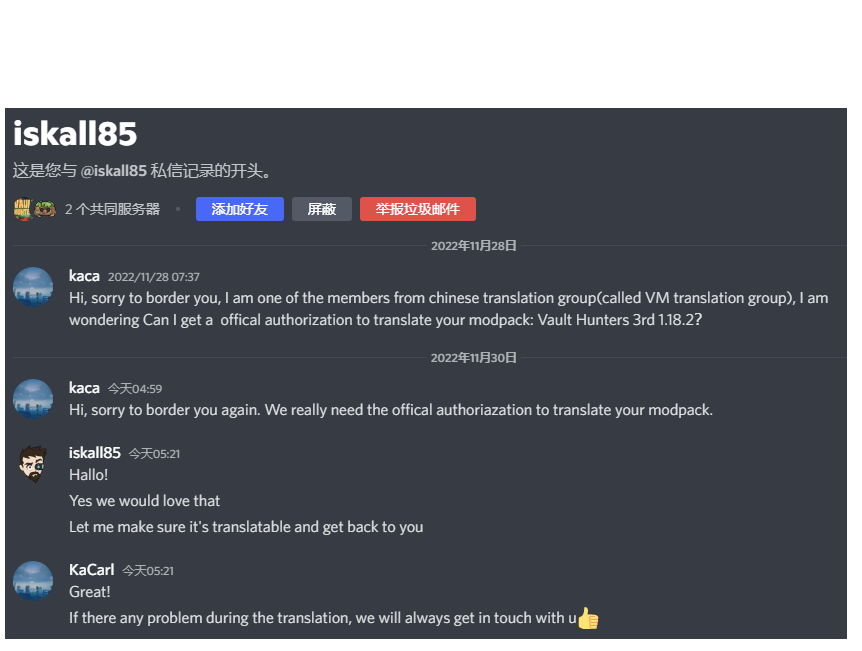 iskall85
这是您与 @iskall85 私信记录的开头。
2 个共同服务器 • 添加好友 屏蔽 举报垃圾邮件
2022年11月28日
kaca 2022/11/28 07:37
Hi, sorry to border you, I am one of the members from chinese translation group(called VM translation group), I am
wondering Can I get a offical authorization to translate your modpack: Vault Hunters 3rd 1.18.2?
2022年11月30日
kaca 今天04:59
Hi, sorry to border you again. We really need the offical authoriazation to translate your modpack.
iskall85 今天05:21
Hallo!
Yes we would love that
Let me make sure it's translatable and get back to you
KaCarl 今天05:21
Great!
If there any problem during the translation, we will always get in touch with u👍